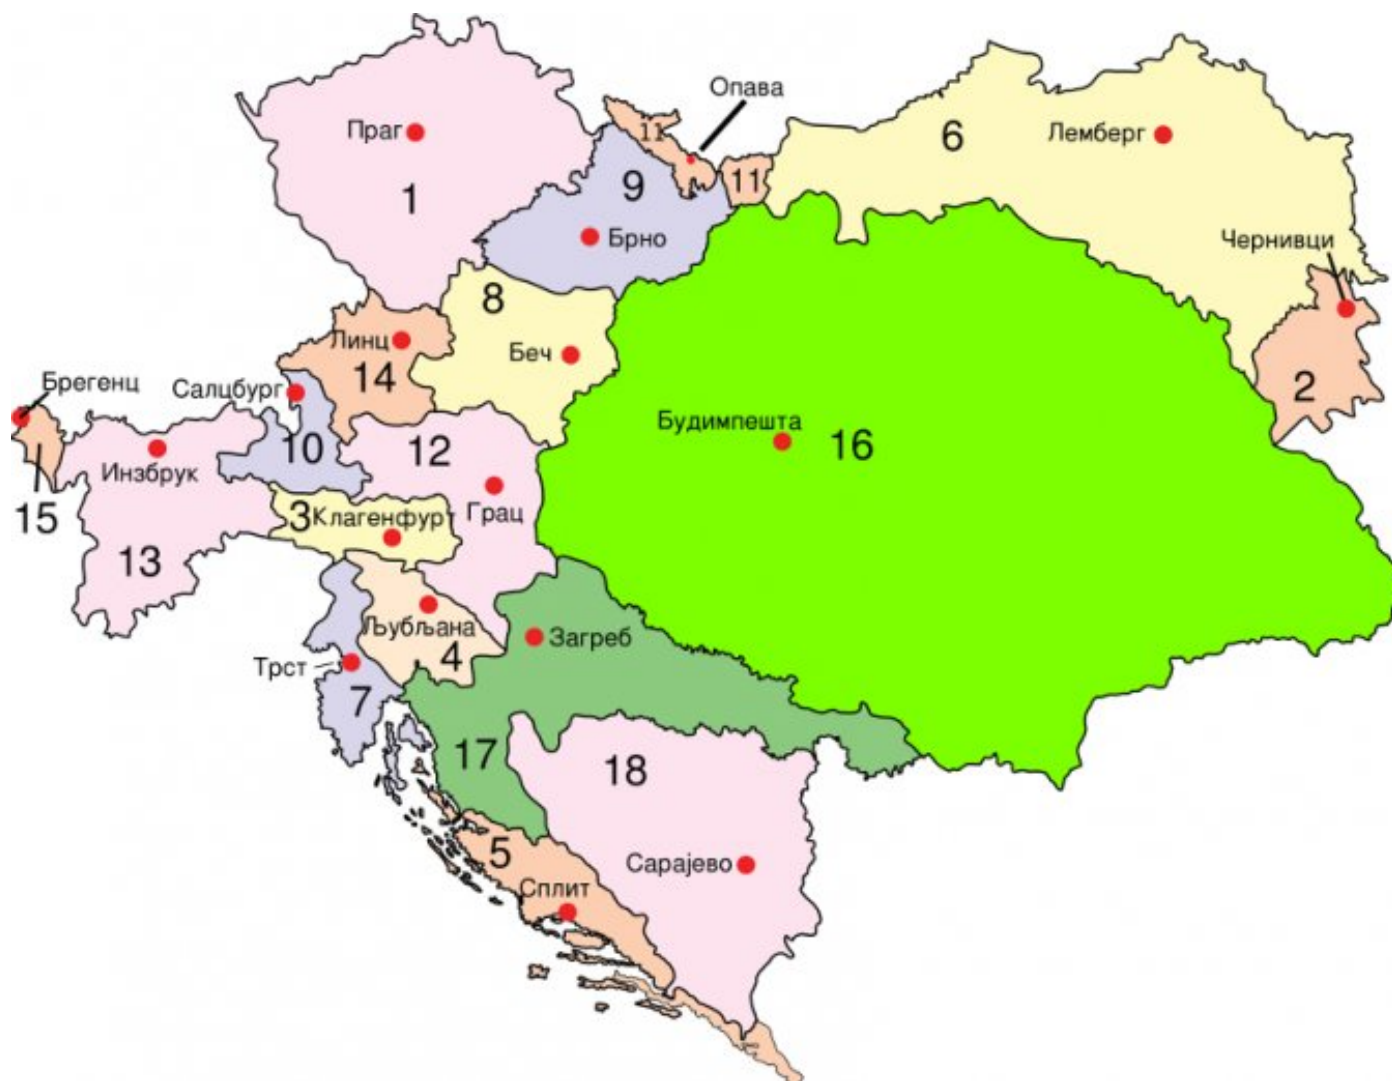 Опава
Праг
11
6
Лемберг
1
9
11
Брно
Чернивци
8
Линц
Беч
14
2
Брегенц
Салцбург
Будимпешта
16
10
12
Инзбрук
15
3
Клагенфурт
Грац
13
Љубљана
4
Загреб
Трст
7
17
18
5
Сарајево
Сплит